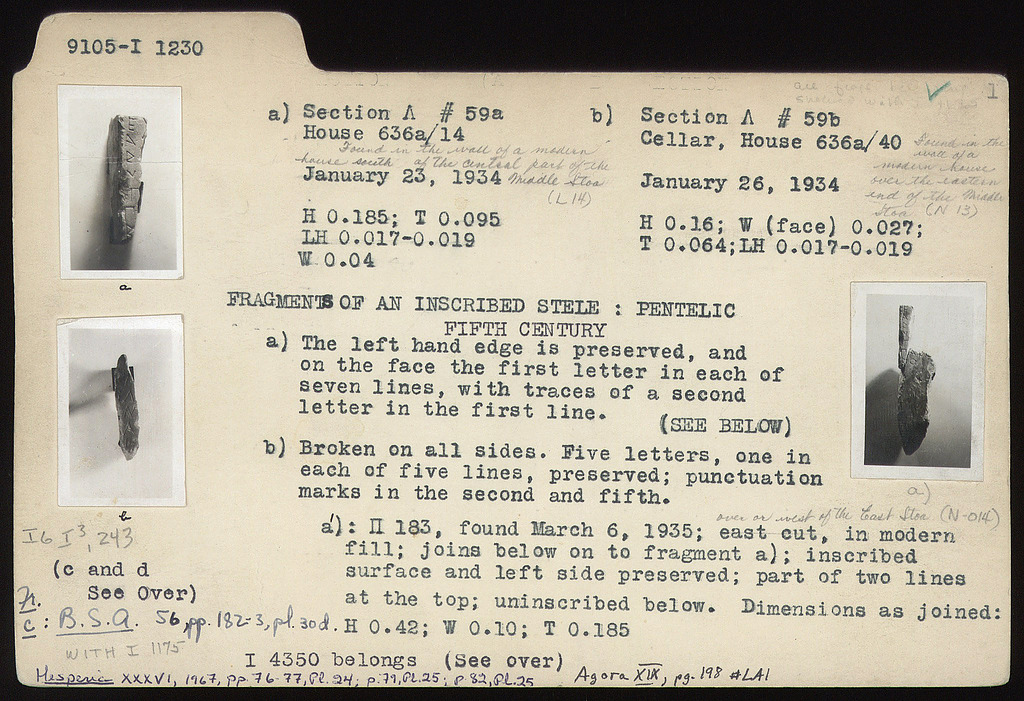 9105-I 1230
1
a) Section Λ # 59a
House 636a/14
Found in the wall of a modern
house south of the central part of the
Middle Stoa
(L 14)
January 23, 1934
H 0.185; T 0.095
LH 0.017-0.019
W 0.04
b) Section Λ # 59b
Cellar, House 636a/40
Found in the
wall of a
modern house
over the eastern
end of the Middle
Stoa (N 13)
January 26, 1934
H 0.16; W (face) 0.027;
T 0.064; LH 0.017-0.019
a
b
a)
FRAGMENTS OF AN INSCRIBED STELE : PENTELIC
FIFTH CENTURY
a) The left hand edge is preserved, and
on the face the first letter in each of
seven lines, with traces of a second
letter in the first line.
(SEE BELOW)
b) Broken on all sides. Five letters, one in
each of five lines, preserved; punctuation
marks in the second and fifth.
over or west of the East Stoa (N-O14)
a'): Π 183, found March 6, 1935; east cut, in modern
fill; joins below on to fragment a); inscribed
surface and left side preserved; part of two lines
at the top; uninscribed below. Dimensions as joined:
H 0.42; W 0.10; T 0.185
IG I³, 243
(c and d
See Over)
Fr.
c: B.S.A. 56, pp. 182-3, pl. 30d.
WITH I 1175
I 4350 belongs (See over)
Hesperia XXXVI, 1967, pp. 76-77, Pl. 24; p. 79, Pl. 25; p. 82, Pl. 25
Agora XIX, pg. 198 #LA1